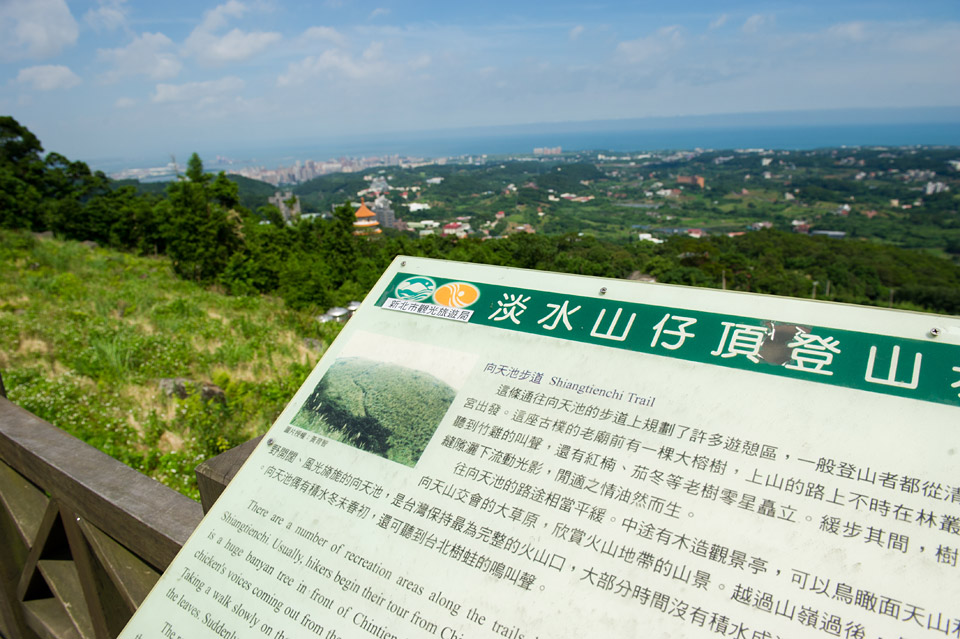 新北市觀光旅遊局
淡水山仔頂登山
向天池步道 Shiangtienchi Trail
這條通往向天池的步道上規劃了許多遊憩區，一般登山者都從清
宮出發。這座古樸的老廟前有一棵大榕樹，上山的路上不時在林叢
聽到竹雞的叫聲，還有紅楠、茄冬等老樹零星矗立。緩步其間，樹
縫隙灑下流動光影，閒適之情油然而生。
往向天池的路途相當平緩。中途有木造觀景亭，可以鳥瞰面天山
向天山交會的大草原，欣賞火山地帶的山景。越過山嶺過後
野開闊、風光旖旎的向天池，是台灣保持最為完整的火山口，大部分時間沒有積水
。向天池偶有積水冬末春初，還可聽到台北樹蛙的鳴叫聲。
There are a number of recreation areas along the trails
Shiangtienchi. Usually, hikers begin their tour from Ch
is a huge banyan tree in front of Chintien
chicken's voices coming out from the
Taking a walk slowly on the
the leaves. Suddenly